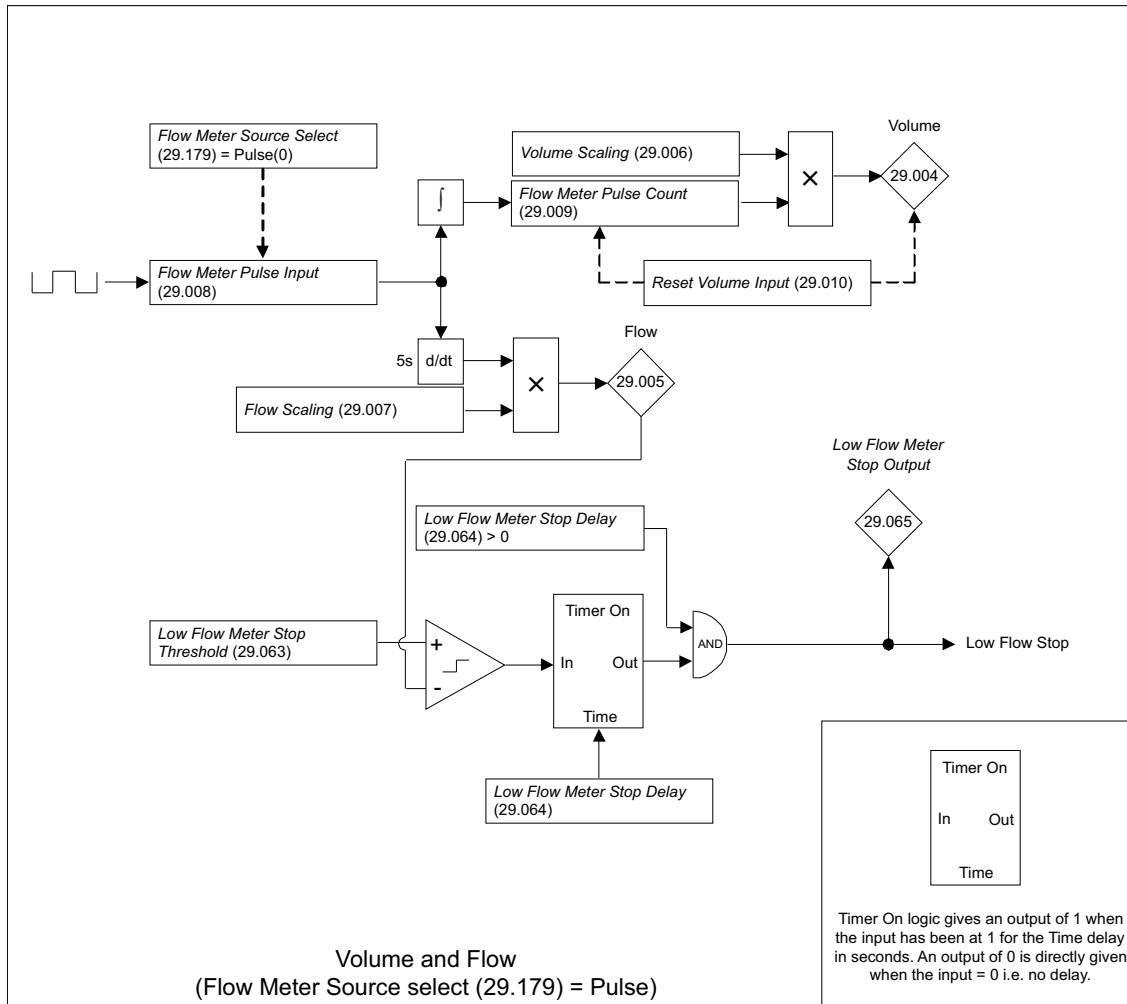 Flow Meter Source Select
(29.179) = Pulse(0)
Volume Scaling (29.006)
Flow Meter Pulse Count
(29.009)
×
Volume
29.004
∫
Flow Meter Pulse Input
(29.008)
Reset Volume Input (29.010)
5s
d/dt
Flow Scaling (29.007)
×
Flow
29.005
Low Flow Meter
Stop Output
29.065
Low Flow Meter Stop Delay
(29.064) > 0
Low Flow Meter Stop
Threshold (29.063)
+
-
Timer On
In
Out
Time
AND
Low Flow Stop
Low Flow Meter Stop Delay
(29.064)
Timer On
In
Out
Time
Timer On logic gives an output of 1 when
the input has been at 1 for the Time delay
in seconds. An output of 0 is directly given
when the input = 0 i.e. no delay.
Volume and Flow
(Flow Meter Source select (29.179) = Pulse)